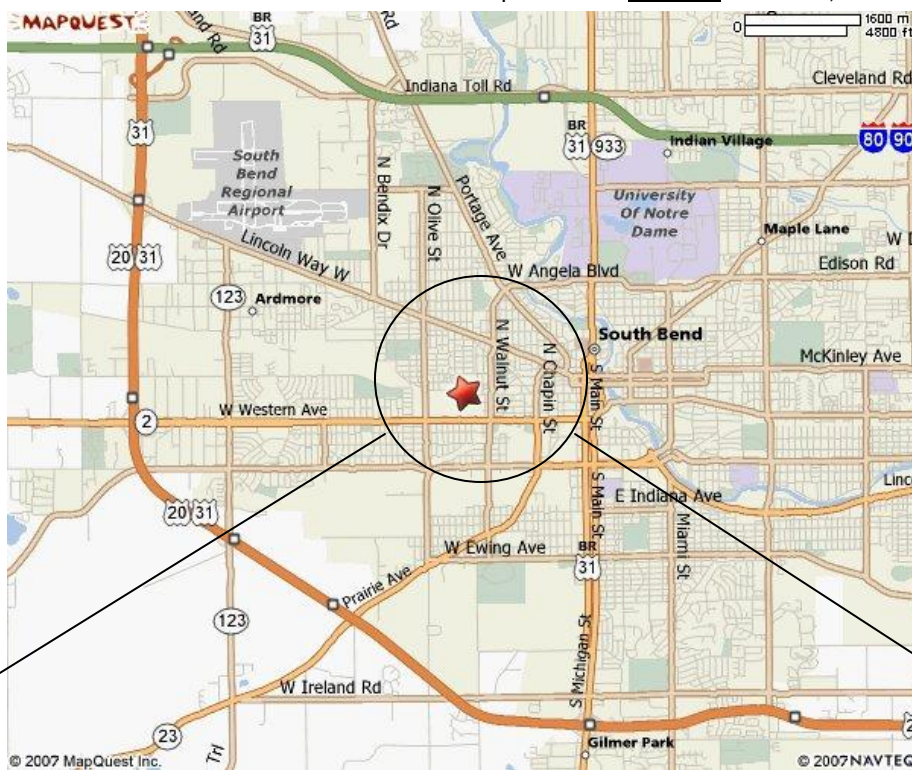 MAPQUEST
Rd
Rd
BR
31
1600 m
0
4800 ft
Indiana Toll Rd
Cleveland Rd
31
BR
31
933
Indian Village
80
90
South
Bend
Regional
Airport
N Bendix Dr
N Olive St
Portage Ave
University
Of Notre
Dame
Maple Lane
20
31
Lincoln Way W
W Angela Blvd
Edison Rd
123
Ardmore
N Walnut St
N Chapin St
South Bend
S Main St
McKinley Ave
W Western Ave
2
S Main St
E Indiana Ave
20
31
W Ewing Ave
BR
31
Miami St
Prairie Ave
123
S Michigan St
W Ireland Rd
23
Trl
Gilmer Park
© 2007 MapQuest Inc.
© 2007 NAVTEQ